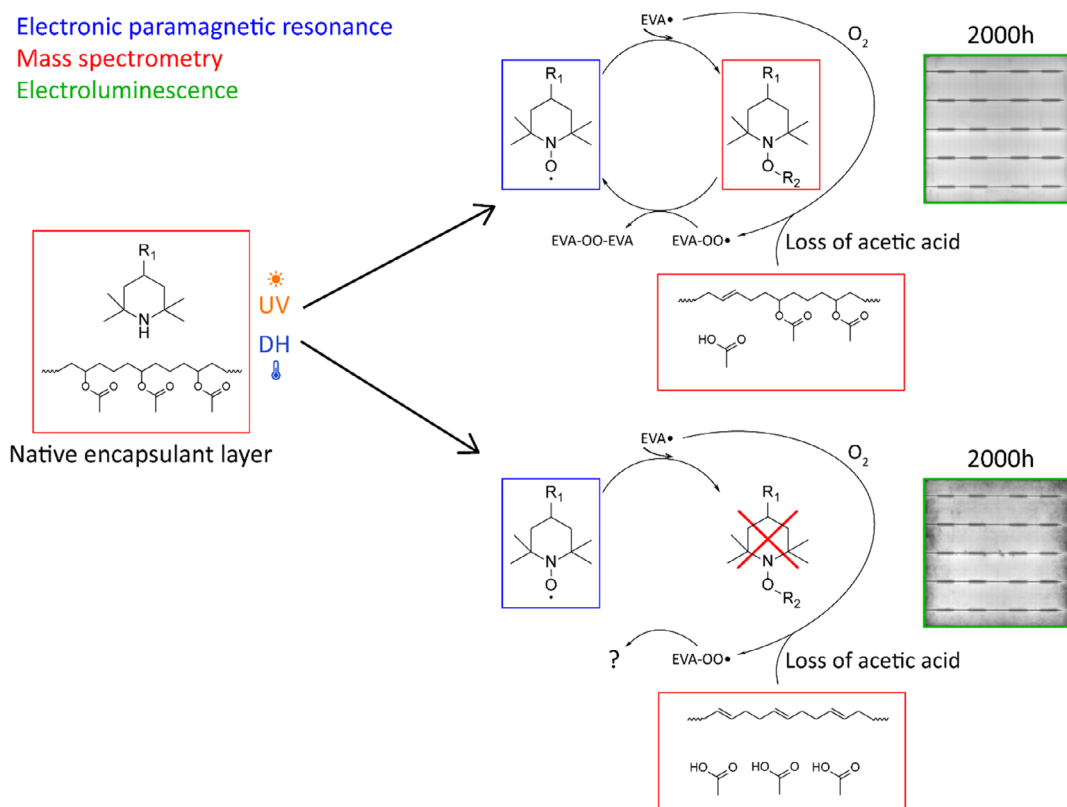 Electronic paramagnetic resonance
Mass spectrometry
Electroluminescence
R1
N
H
O O
O O
O O
Native encapsulant layer
UV
DH
EVA•
O2
2000h
R1
N
O
•
R1
N
O
R2
EVA-OO-EVA
EVA-OO•
Loss of acetic acid
O O
O O
HO O
EVA•
O2
2000h
R1
N
O
•
R1
N
O
R2
?
EVA-OO•
Loss of acetic acid
HO O HO O HO O